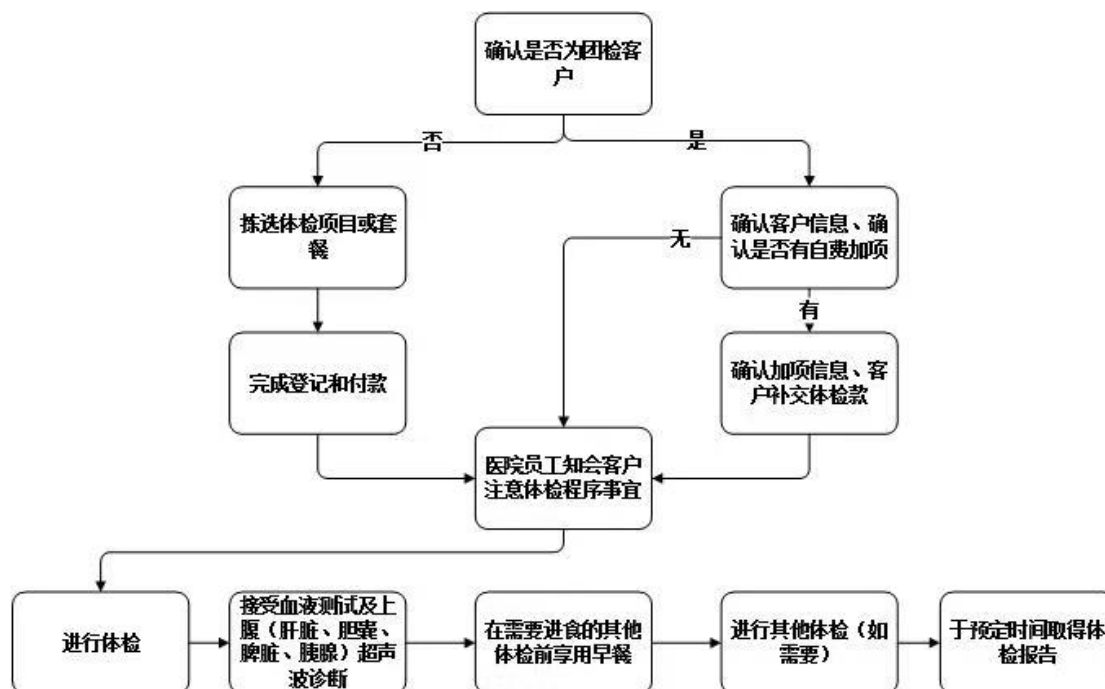 确认是否为团检客
户
否
是
拣选体检项目或套
餐
无
确认客户信息、确
认是否有自费加项
有
完成登记和付款
确认加项信息、客
户补交体检款
医院员工知会客户
注意体检程序事宜
进行体检
接受血液测试及上
腹（肝脏、胆囊、
脾脏、胰腺）超声
波诊断
在需要进食的其他
体检前享用早餐
进行其他体检（如
需要）
于预定时间取得体
检报告